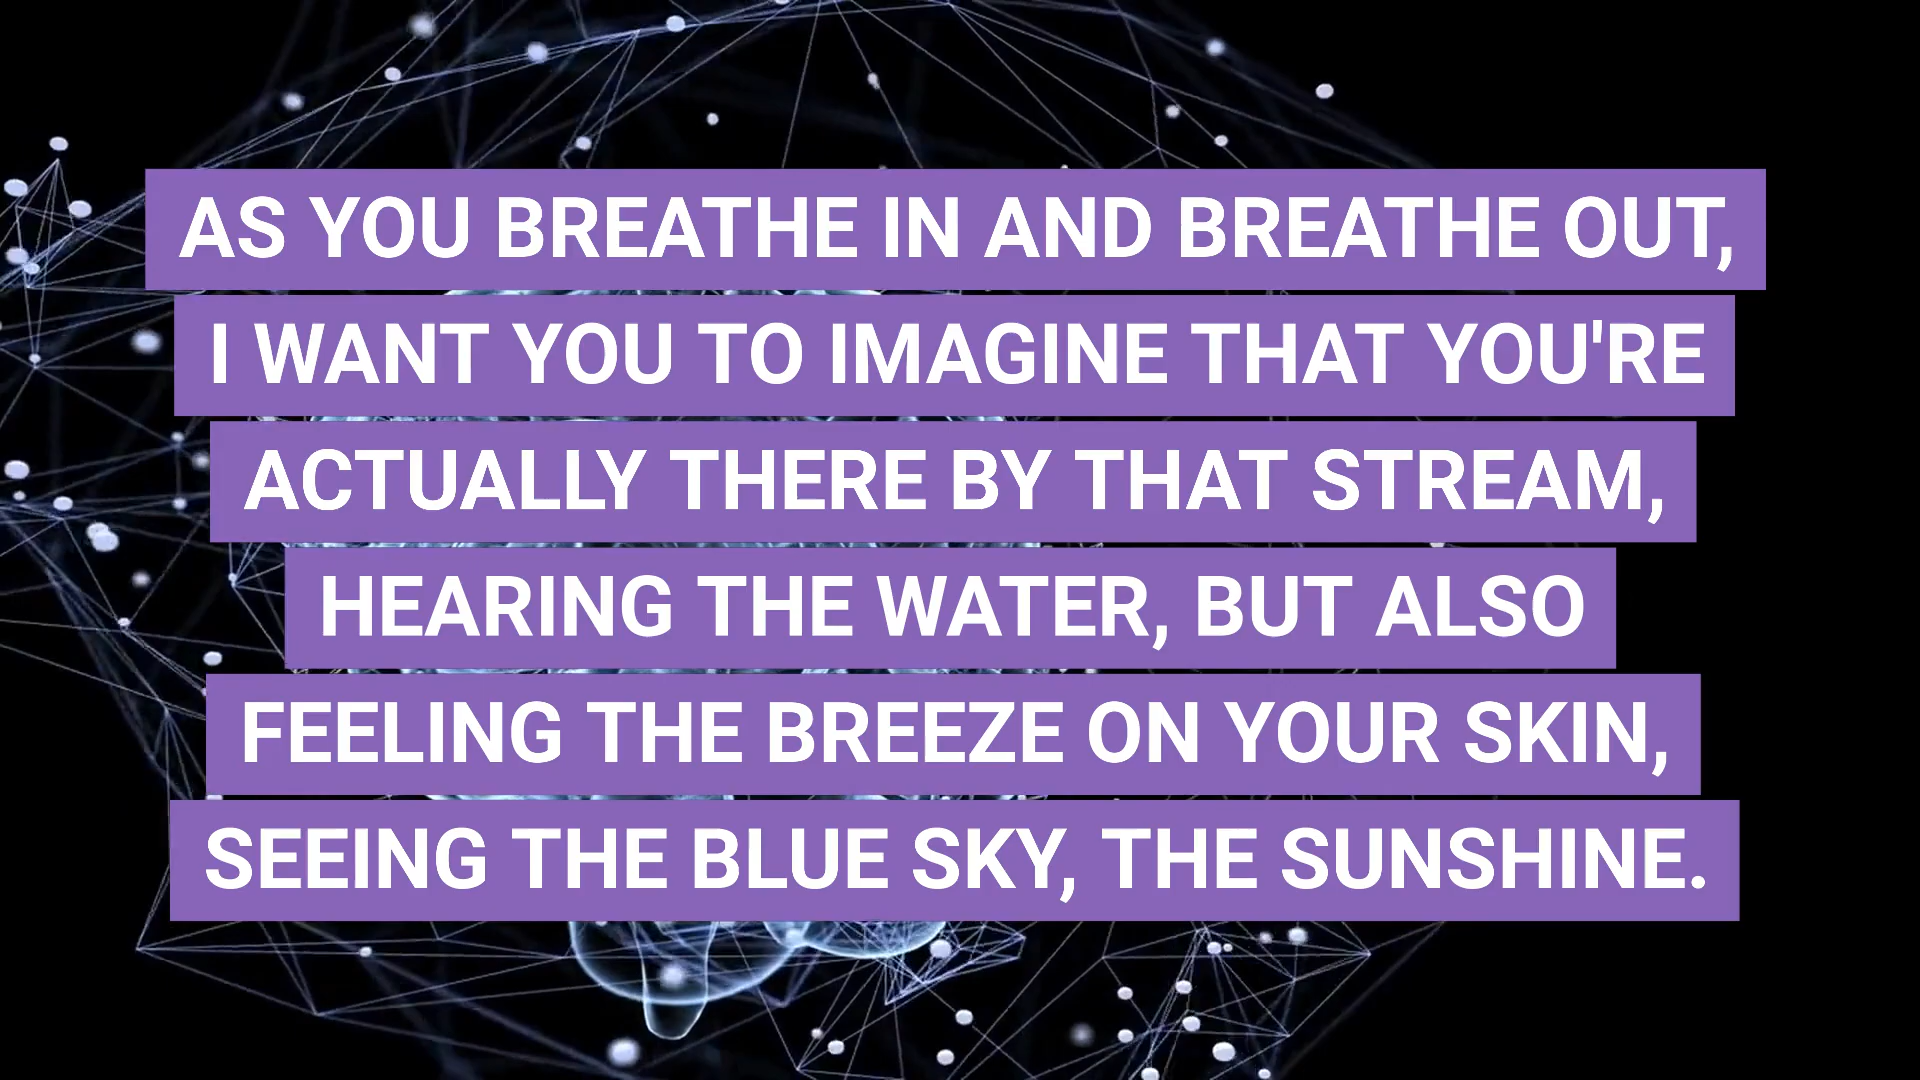 AS YOU BREATHE IN AND BREATHE OUT,
I WANT YOU TO IMAGINE THAT YOU'RE
ACTUALLY THERE BY THAT STREAM,
HEARING THE WATER, BUT ALSO
FEELING THE BREEZE ON YOUR SKIN,
SEEING THE BLUE SKY, THE SUNSHINE.